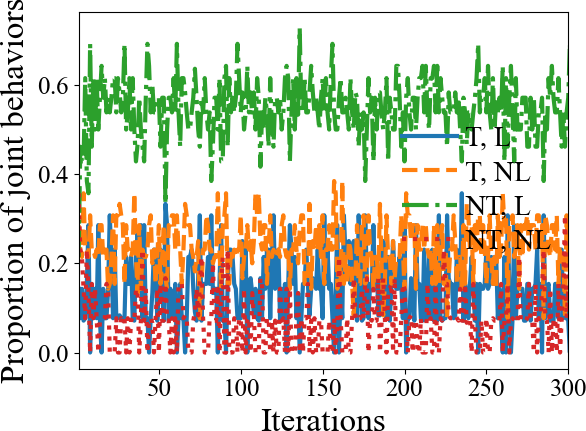 Proportion of joint behaviors
0.6
0.4
0.2
0.0
T, L
T, NL
NT, L
NT, NL
50
100
150
200
250
300
Iterations